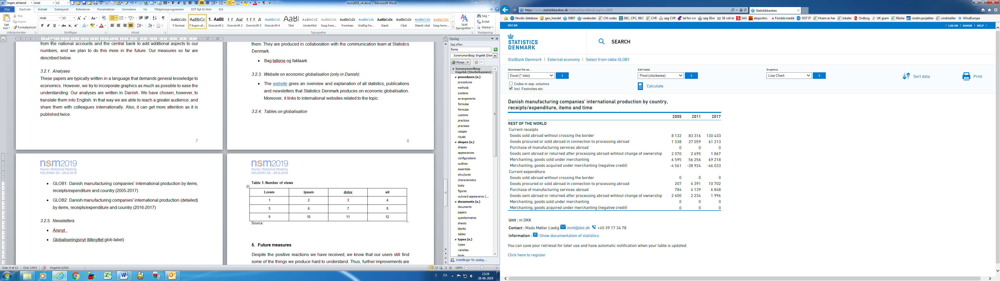 Ingen afstand Arial 12
nsm2019_v4.docx - Microsoft Word
Filer Startside Indsæt Sidelayout Referencer Forsendelser Gennemse Vis Tilføjelsesprogrammer DST Nyt til html Dst
Sæt ind
Klip
Kopier
Formatpensel
Udklipsholder
Arial 12
Skrifttype
Afsnit
AaBbCcDc AaBbCc 1. AaBb 1.1. Aal 1.1.1. A AaBbCcL AaBl AaBbCcD AaBbCcDc AaBbCcDc AaBbCcDc AaBbCcDc AaBbCcDc AaBbCcDc AABBCCDC
¶ Normal ¶ Ingen af... Overskrift 1 Overskrift 2 Overskrift 3 Overskrift 4 Titel Undertitel Svag frem... Fremhæv Kraftig fre... Stærk Citat Stærkt citat Svag henv...
Typografier
Skift typografier
Søg
Erstat
Marker
Redigering
from the national accounts and the central bank to add additional aspects to our
numbers, and we plan to do this more in the future. Our measures so far are
described below.
3.2.1. Analyses
These papers are typically written in a language that demands general knowledge to
economics. However, we try to incorporate graphics as much as possible to ease the
understanding. Our analyses are written in Danish. We have chosen, however, to
translate them into English. In that way we are able to reach a greater audience, and
share them with colleagues internationally. Also, it can get more attention as it is
published twice.
7
them. They are produced in collaboration with the communication team at Statistics
Denmark.
• Bag tallene og faktaark
3.2.3. Website on economic globalisation (only in Danish)
• The website gives an overview and explanation of all statistics, publications
and newsletters that Statistics Denmark produces on economic globalisation.
Moreover, it links to international websites related to the topic.
3.2.4. Tables on globalisation
8
nsm2019
Nordic Statistical Meeting
HELSINKI 26.–28.8.2019
• GLOB1: Danish manufacturing companies' international production by items,
receipts/expenditure and country (2005-2017)
• GLOB2: Danish manufacturing companies' international production (detailed)
by items, receipts/expenditure and country (2016-2017)
3.2.5. Newsletters
• Årsnyt
• Globaliseringsnyt (tilknyttet glob.tabel)
nsm2019
Nordic Statistical Meeting
HELSINKI 26.–28.8.2019
Table 1. Number of views
Lorem ipsum dolor sit
1 2 3 4
5 6 7 8
9 10 11 12
Source:
5. Future measures
Despite the positive reactions we have received, we know that our users still find
some of the things we produce hard to understand. Thus, further improvements are
Opslag
Søg efter:
forms
Synonymordbog: Engelsk (Stor
Tilbage
Synonymordbog:
Engelsk (Storbritannien)
procedures (n.)
procedures
methods
systems
arrangements
formulae
formulas
customs
practices
practises
usages
rituals
shapes (n.)
shapes
appearances
configurations
outlines
essentials
structures
characteristics
looks
figures
outward appearance (...
documents (n.)
documents
papers
questionnaires
sheets
blanks
tables
types (n.)
types
varieties
kinds
Indstillinger for opslag...
Side: 9 af 11 Ord: 2.915 Engelsk (USA)
100%
DA
13:24
28-06-2019
https://www.statistikbanken.dk/statbank5a/default.asp?w=1920
Statistikbanken
Nordic database geo_handel DB07 varekoder CN codes ISIC, CPC, BEC CVR søg CVR tal for cvr søg SEnr SE vsh'er SAS eksportnr. Fondsb.medd. DST IT Hvem er her lokaler Ordbog UK gram Råolie vindm.projekter vindmøller WindEurope
DST.DK
LOG ON | DANSK | HELP |
STATISTICS
DENMARK
SEARCH
StatBank Denmark | External economy | Select from table GLOB1
Download file as...
Excel (*.xlsx)
Codes in sep. columns
Incl. Footnotes etc.
Edit table
Pivot (clockwise)
Calculate
Graphics
Line Chart
Sort data
Print
Danish manufacturing companies' international production by country,
receipts/expenditure, items and time
2005 2011 2017
REST OF THE WORLD
Current receipts
Goods sold abroad without crossing the border 8 132 83 316 130 433
Goods procured or sold abroad in connection to processing abroad 1 538 27 059 61 213
Purchase of manufacturing services abroad 0 0 0
Goods sent abroad or returned after processing abroad wihtout change of ownership 2 070 2 695 1 867
Merchanting, goods sold under merchanting 6 595 56 256 69 218
Merchanting, goods acquired under merchanting (negative credit) -4 561 -38 924 -46 033
Current expenditure
Goods sold abroad without crossing the border 0 0 0
Goods procured or sold abroad in connection to processing abroad 207 6 391 10 702
Purchase of manufacturing services abroad 784 4 139 6 848
Goods sent abroad or returned after processing abroad wihtout change of ownership 2 600 2 234 1 996
Merchanting, goods sold under merchanting 0 0 0
Merchanting, goods acquired under merchanting (negative credit) 0 0 0
Unit : m DKK
Contact : Mads Møller Liedig mml@dst.dk +45 39 17 34 78
Information : Show documentation of statistics
You can save your retrieval for later use and have automatic notification when your table is updated.
Click here to register